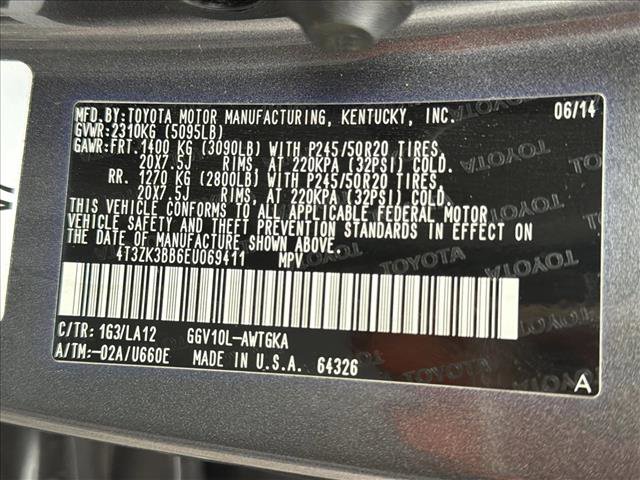 MFD.BY:TOYOTA MOTOR MANUFACTURING, KENTUCKY, INC. 06/14
GVWR:2310KG (5095LB)
GAWR:FRT.1400 KG (3090LB) WITH P245/50R20 TIRES,
20X7.5J RIMS, AT 220KPA (32PSI) COLD.
RR. 1270 KG (2800LB) WITH P245/50R20 TIRES,
20X7.5J RIMS, AT 220KPA (32PSI) COLD.
THIS VEHICLE CONFORMS TO ALL APPLICABLE FEDERAL MOTOR
VEHICLE SAFETY AND THEFT PREVENTION STANDARDS IN EFFECT ON
THE DATE OF MANUFACTURE SHOWN ABOVE.
4T3ZK3BB6EU069411 MPV
C/TR: 1G3/LA12 GGV10L-AWTGKA
A/TM:-02A/U660E MADE IN U.S.A. 64326
A
TOYOTA TOYOTA TOYOTA